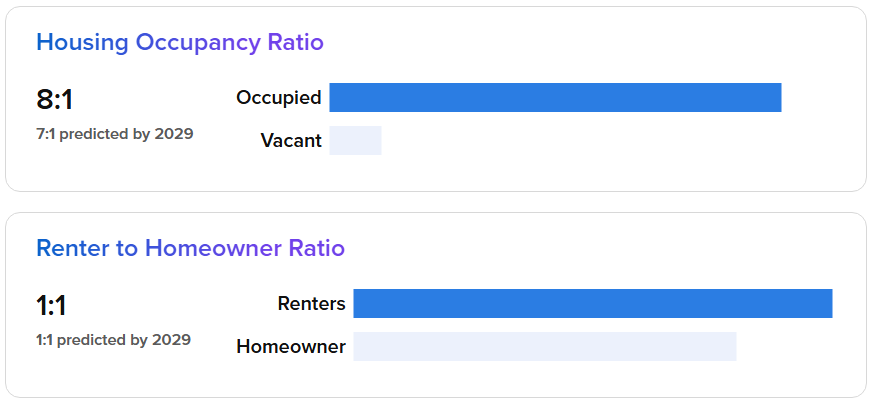 Housing Occupancy Ratio
8:1
7:1 predicted by 2029
Occupied
Vacant
Renter to Homeowner Ratio
1:1
1:1 predicted by 2029
Renters
Homeowner